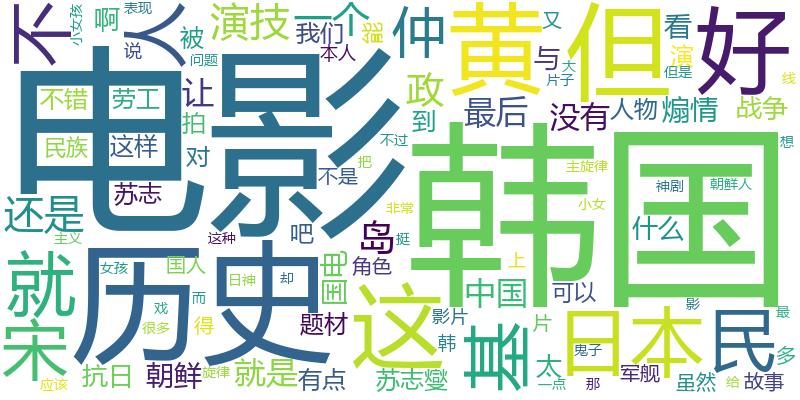 不
人
小女孩
表现
说
啊
被
问题
演技
一个
我们
能
本人
仲
黄
但
又
看
演
与
大
片子
但是
好
线
电影
不错
劳工
让
政
到
最后
没有
人物
煽情
战争
民族
这样
拍
对
不过
把
想
苏志
不是
韩国
主旋律
神剧
朝鲜人
还是
主义
这种
吧
非常
挺
小女
岛
什么
上
就
历史
女孩
国人
日神
却
国电
角色
中国
可以
这
戏
而
得
题材
影片
片
基
日本
民
影
最
宋
很多
韩
鬼子
多
抗日
朝鲜
旋律
就是
有点
苏志燮
太
一点
那
军舰
虽然
给
故事
应该